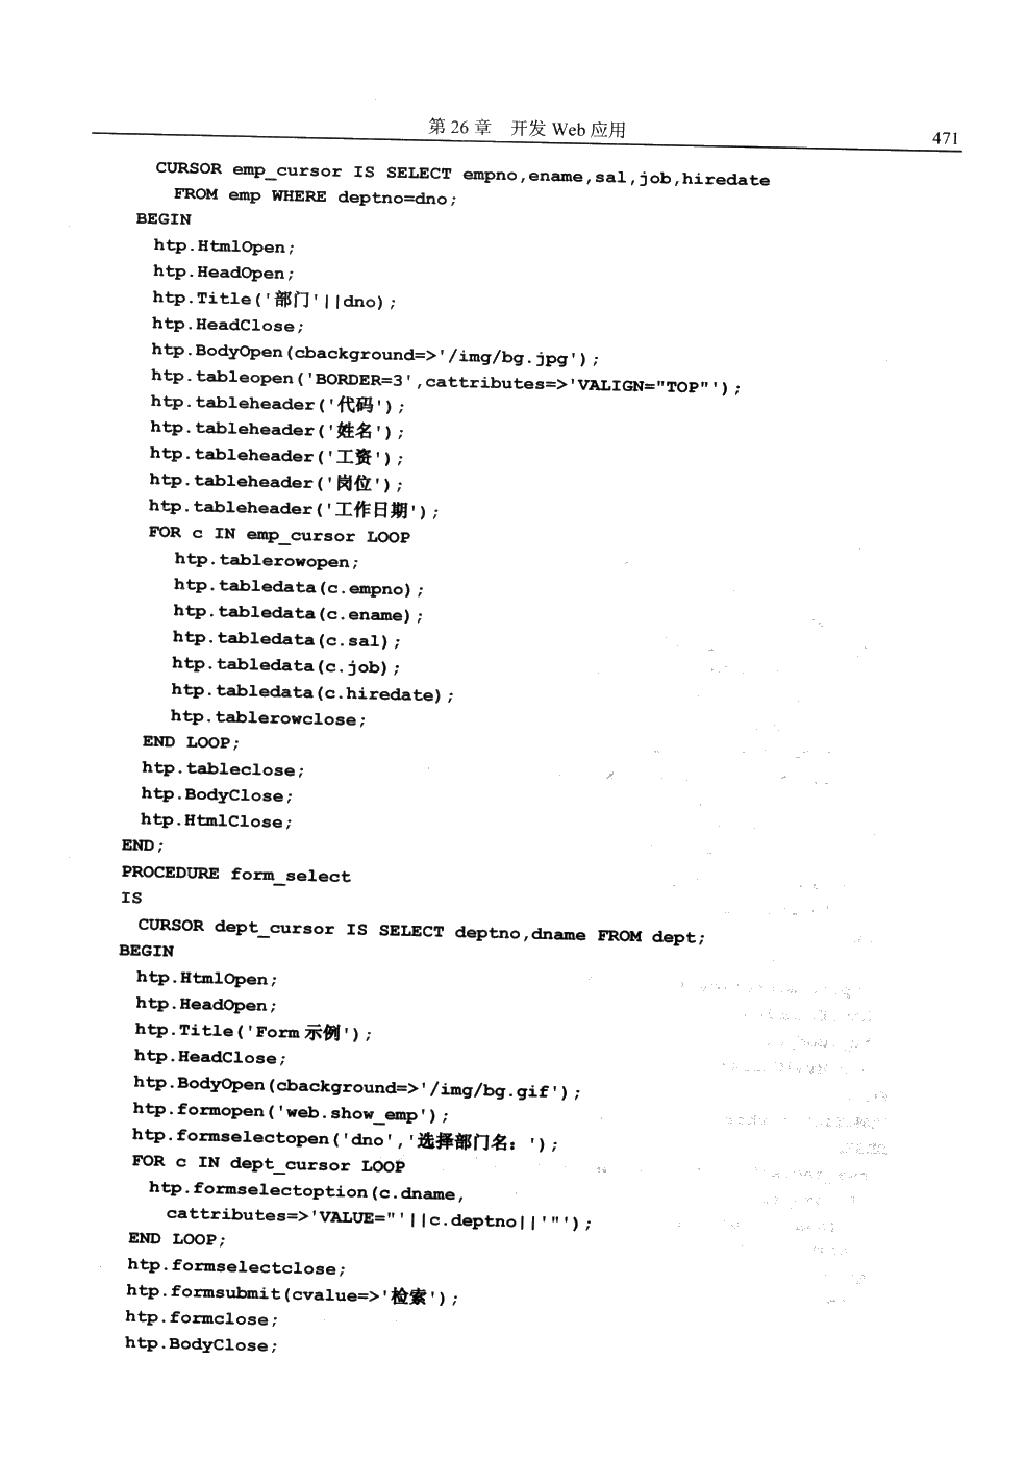 第 26 章 开发 Web 应用
471
CURSOR emp_cursor IS SELECT empno,ename,sal,job,hiredate
FROM emp WHERE deptno=dno;
BEGIN
htp.HtmlOpen;
htp.HeadOpen;
htp.Title('部门'||dno);
htp.HeadClose;
htp.BodyOpen(cbackground=>'/img/bg.jpg');
htp.tableopen('BORDER=3',cattributes=>'VALIGN="TOP"');
htp.tableheader('代码');
htp.tableheader('姓名');
htp.tableheader('工资');
htp.tableheader('岗位');
htp.tableheader('工作日期');
FOR c IN emp_cursor LOOP
htp.tablerowopen;
htp.tabledata(c.empno);
htp.tabledata(c.ename);
htp.tabledata(c.sal);
htp.tabledata(c.job);
htp.tabledata(c.hiredate);
htp.tablerowclose;
END LOOP;
htp.tableclose;
htp.BodyClose;
htp.HtmlClose;
END;
PROCEDURE form_select
IS
CURSOR dept_cursor IS SELECT deptno,dname FROM dept;
BEGIN
htp.HtmlOpen;
htp.HeadOpen;
htp.Title('Form 示例');
htp.HeadClose;
htp.BodyOpen(cbackground=>'/img/bg.gif');
htp.formopen('web.show_emp');
htp.formselectopen('dno','选择部门名：');
FOR c IN dept_cursor LOOP
htp.formselectoption(c.dname,
cattributes=>'VALUE="'||c.deptno||'"');
END LOOP;
htp.formselectclose;
htp.formsubmit(cvalue=>'检索');
htp.formclose;
htp.BodyClose;